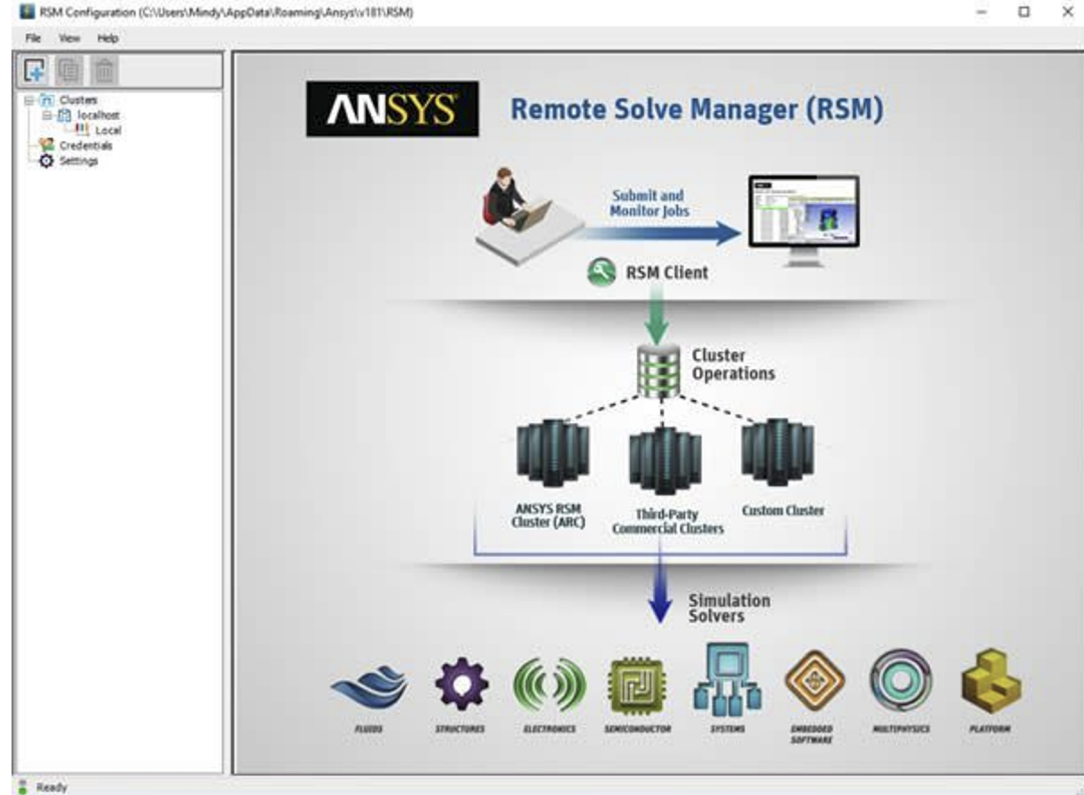 RSM Configuration (C:\Users\Mindy\AppData\Roaming\Ansys\v181\RSM)
File View Help
Clusters
localhost
Local
Credentials
Settings
ANSYS Remote Solve Manager (RSM)
Submit and
Monitor Jobs
RSM Client
Cluster
Operations
ANSYS RSM
Cluster (ARC)
Third-Party
Commercial Clusters
Custom Cluster
Simulation
Solvers
FLUIDS
STRUCTURES
ELECTRONICS
SEMICONDUCTOR
SYSTEMS
EMBEDDED
SOFTWARE
MULTIPHYSICS
PLATFORM
Ready